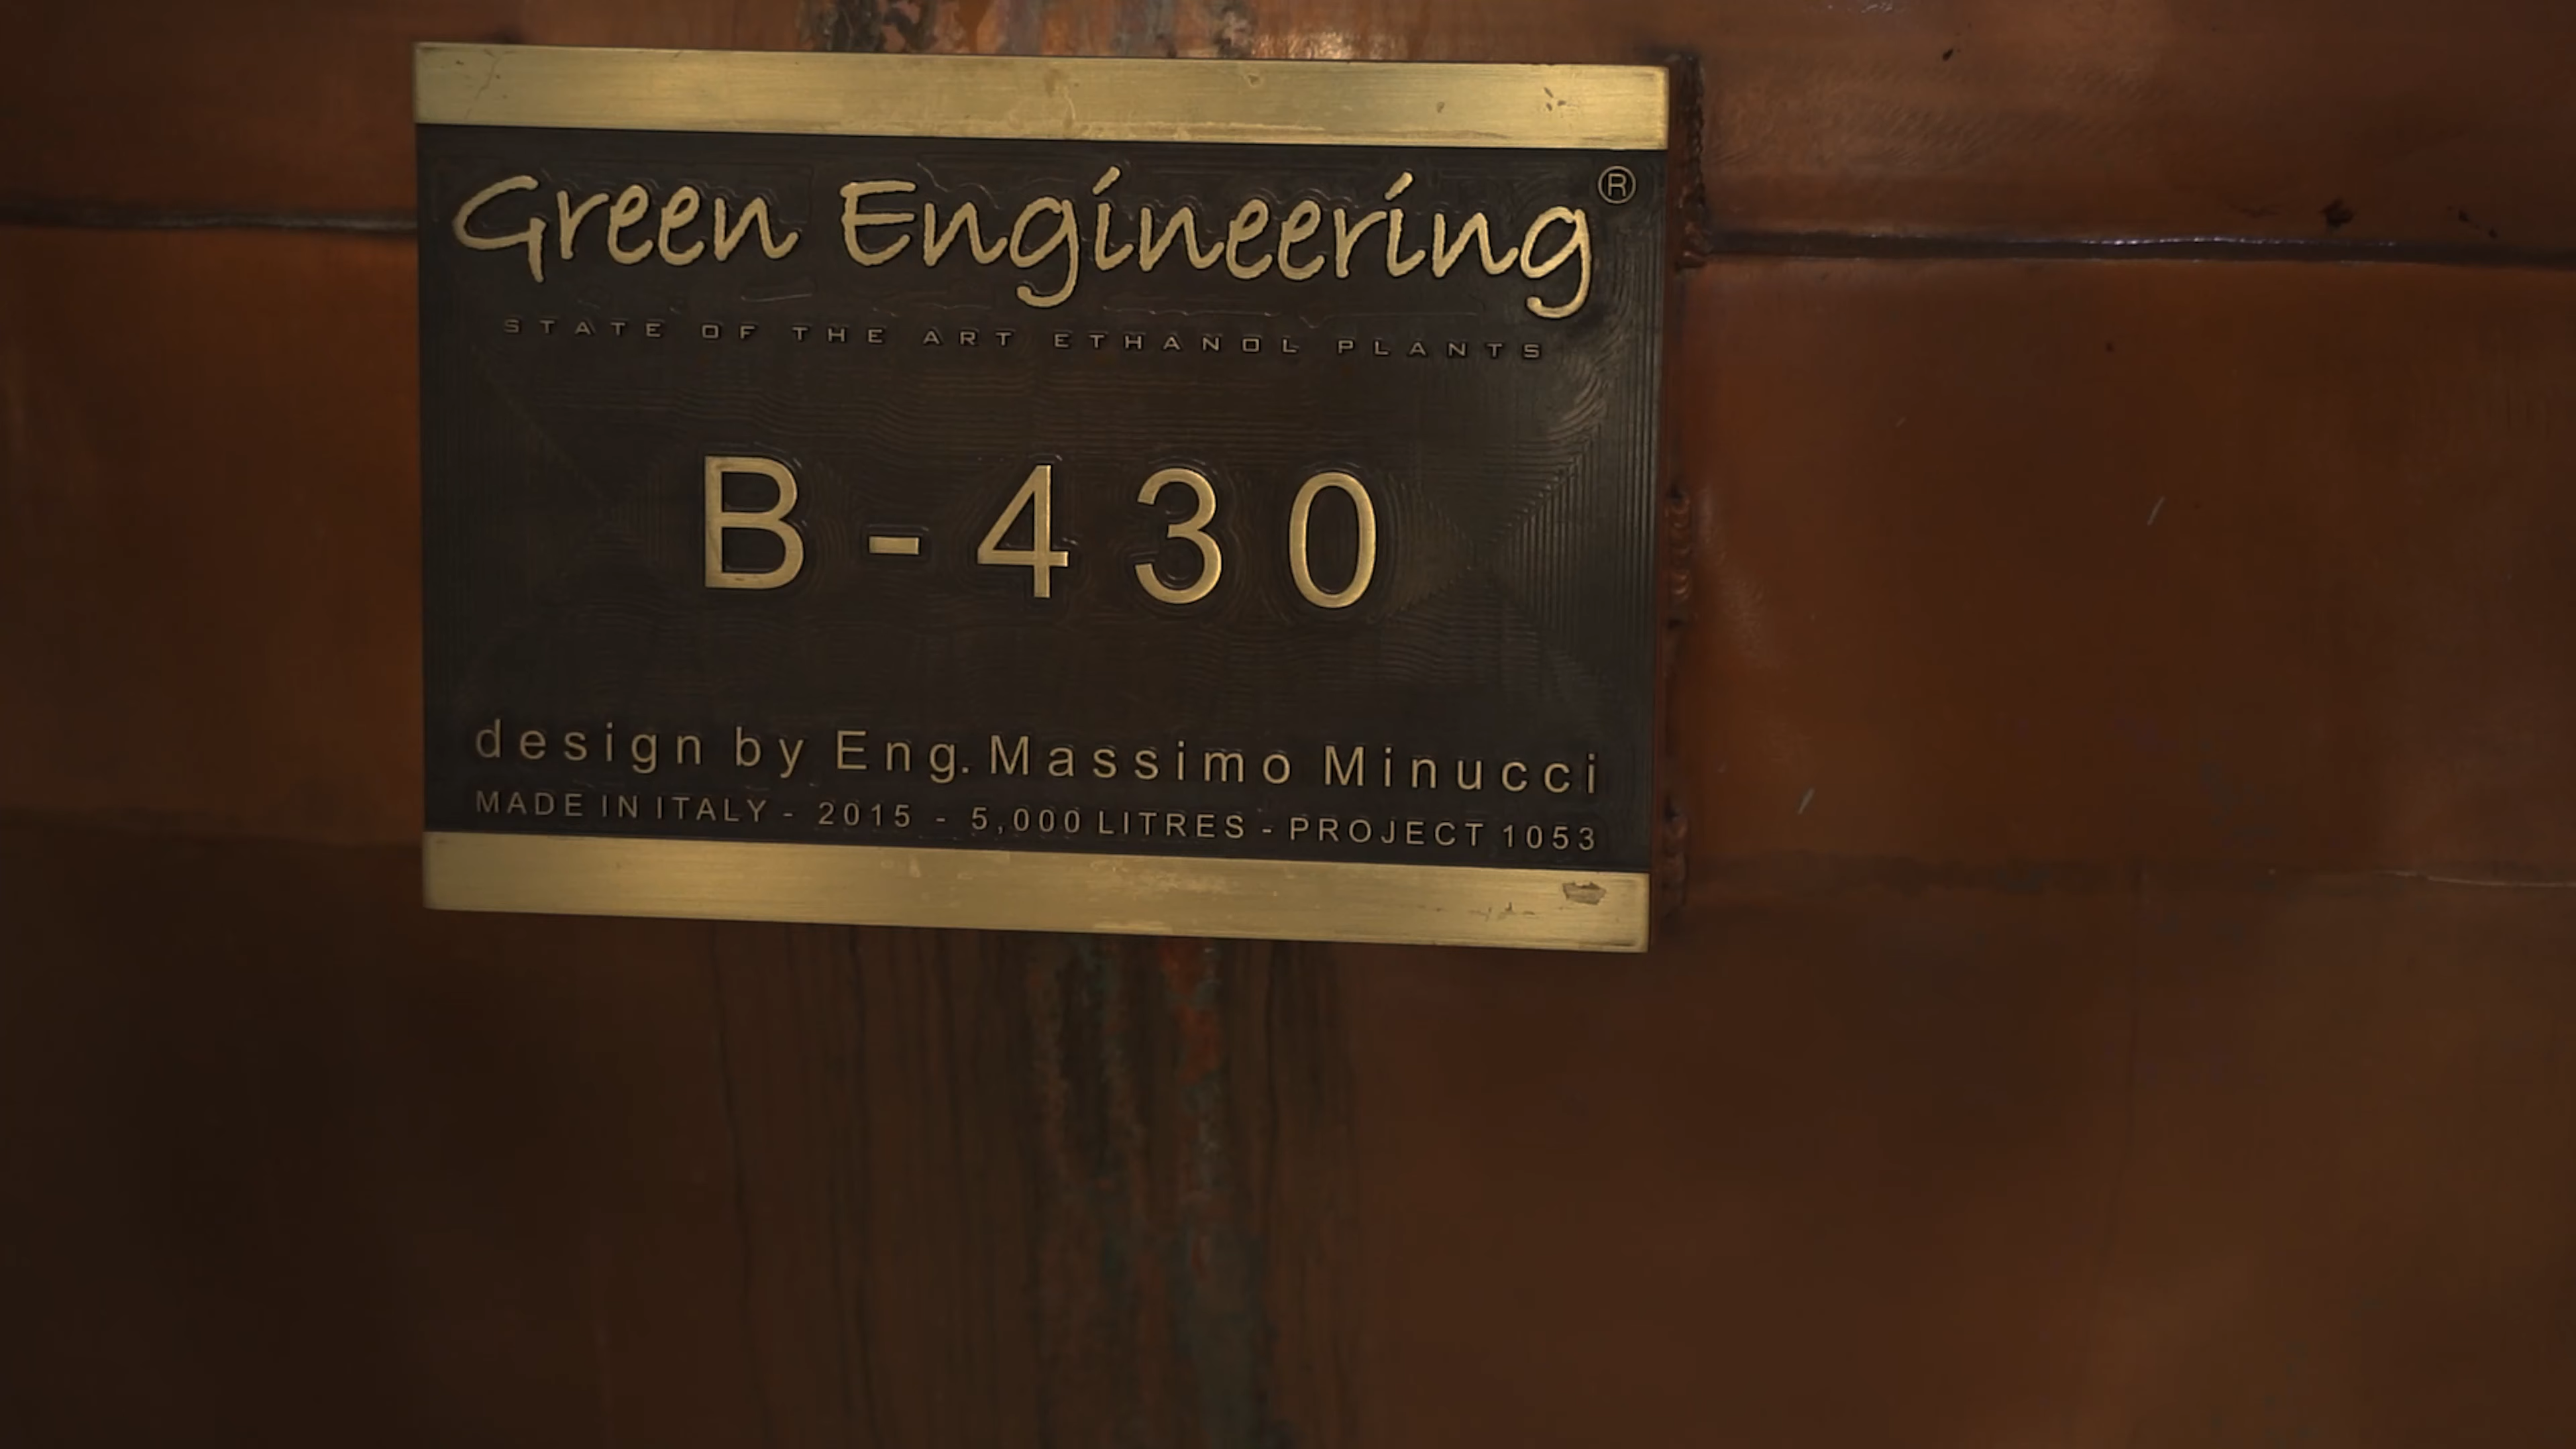 Green Engineering®
STATE OF THE ART ETHANOL PLANTS
B-430
design by Eng. Massimo Minucci
MADE IN ITALY - 2015 - 5,000 LITRES - PROJECT 1053